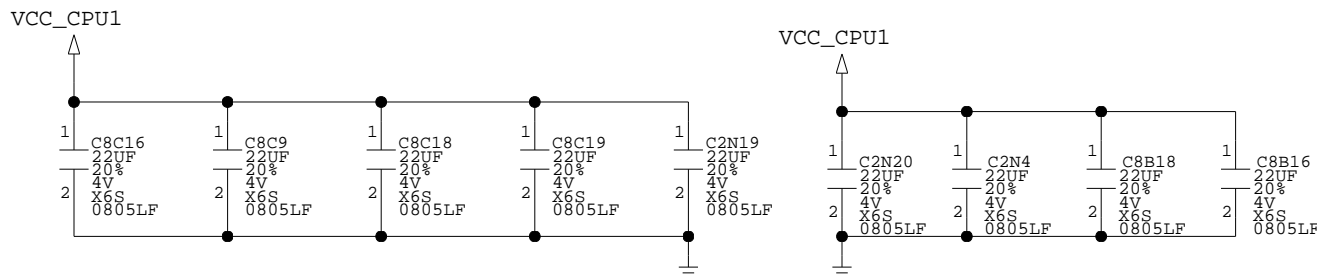 VCC_CPU1
1
C8C16
22UF
20%
4V
X6S
0805LF
2
1
C8C9
22UF
20%
4V
X6S
0805LF
2
1
C8C18
22UF
20%
4V
X6S
0805LF
2
1
C8C19
22UF
20%
4V
X6S
0805LF
2
1
C2N19
22UF
20%
4V
X6S
0805LF
2
VCC_CPU1
1
C2N20
22UF
20%
4V
X6S
0805LF
2
1
C2N4
22UF
20%
4V
X6S
0805LF
2
1
C8B18
22UF
20%
4V
X6S
0805LF
2
1
C8B16
22UF
20%
4V
X6S
0805LF
2